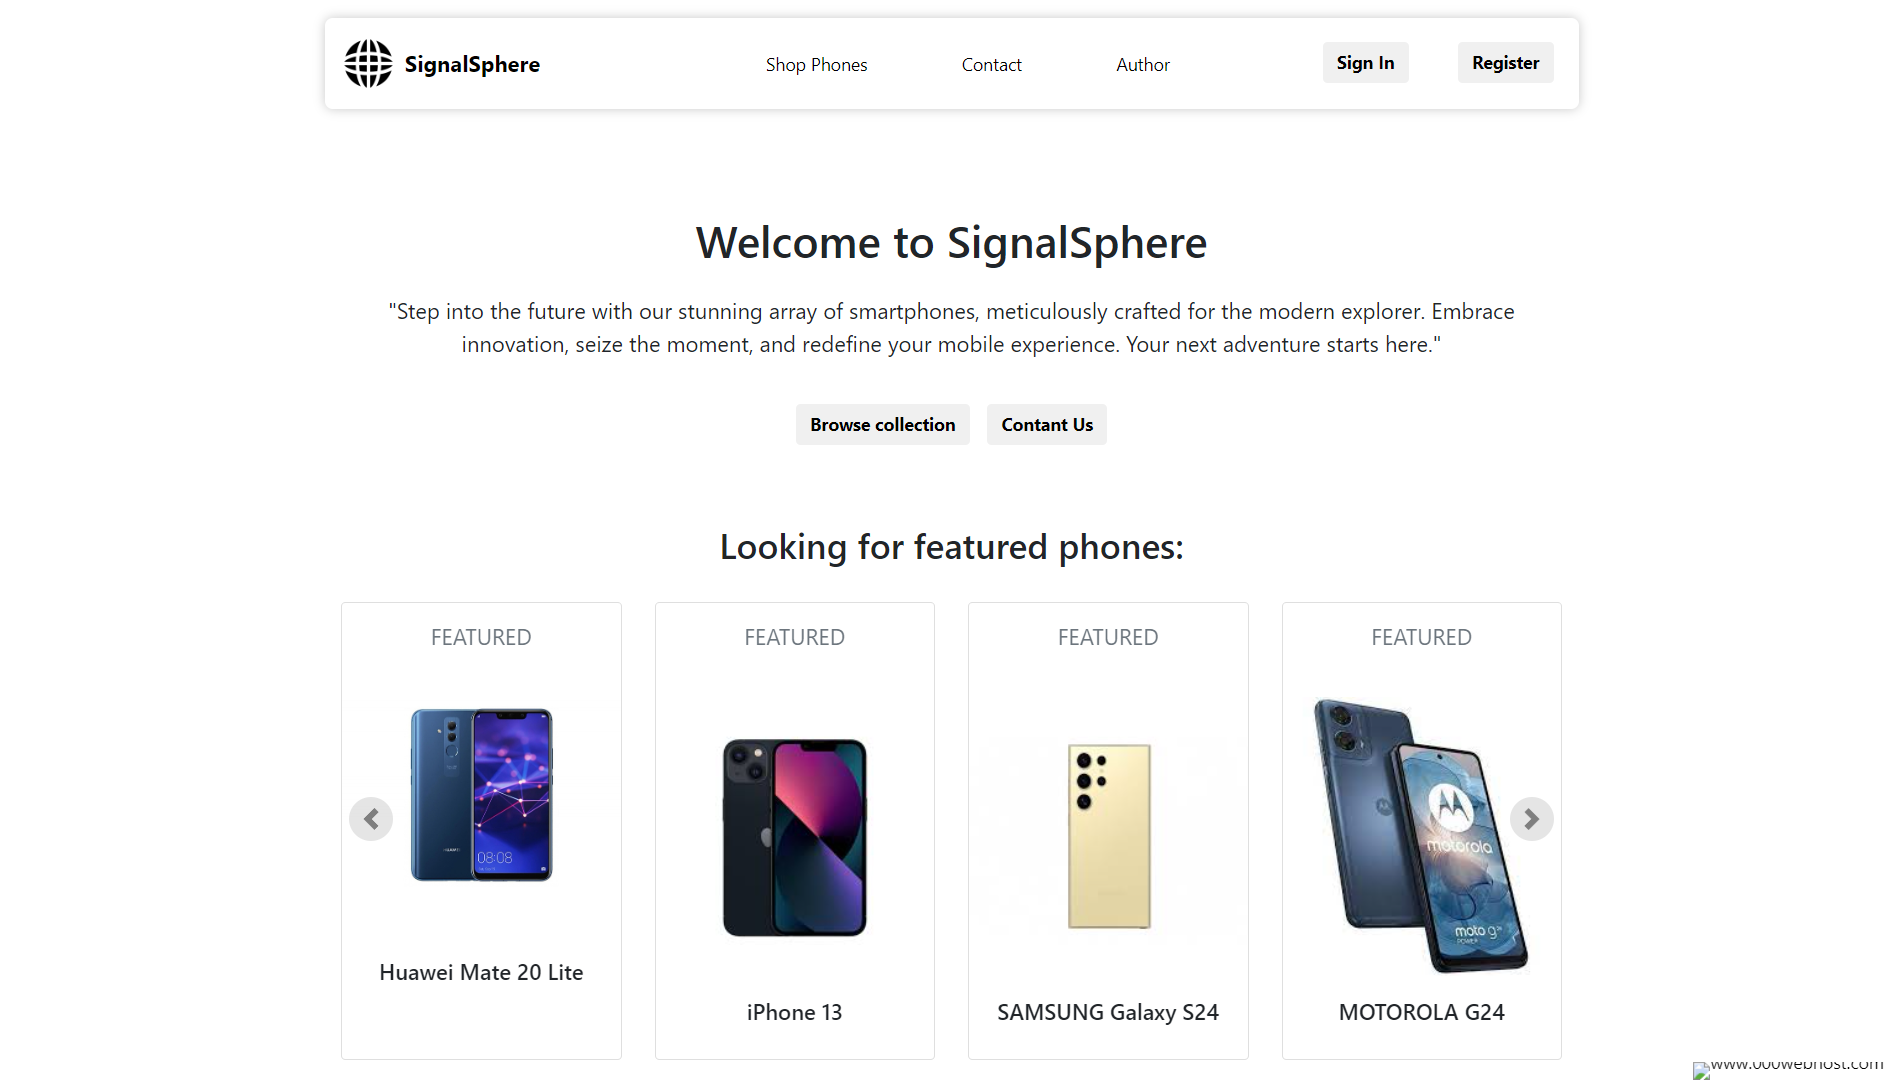 SignalSphere
Shop Phones
Contact
Author
Sign In
Register
Welcome to SignalSphere
"Step into the future with our stunning array of smartphones, meticulously crafted for the modern explorer. Embrace
innovation, seize the moment, and redefine your mobile experience. Your next adventure starts here."
Browse collection
Contant Us
Looking for featured phones:
FEATURED
FEATURED
FEATURED
FEATURED
HUAWEI
08:08
motorola
moto g24
POWER
Huawei Mate 20 Lite
iPhone 13
SAMSUNG Galaxy S24
MOTOROLA G24
www.000webhost.com